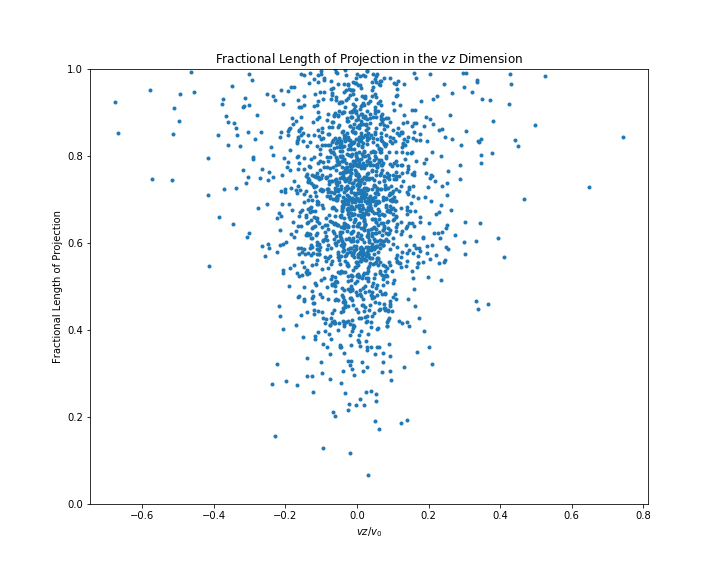 Fractional Length of Projection in the vz Dimension
1.0
0.8
0.6
0.4
0.2
0.0
Fractional Length of Projection
−0.6 −0.4 −0.2 0.0 0.2 0.4 0.6 0.8
vz/v₀